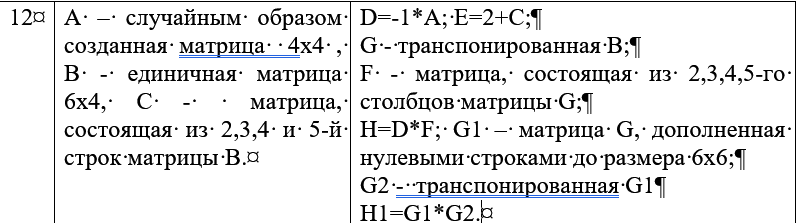 12¤
А – случайным образом
созданная матрица 4х4 ,
В - единичная матрица
6х4, С - матрица,
состоящая из 2,3,4 и 5-й
строк матрицы В.¤
D=-1*A; E=2+C;¶
G - транспонированная В;¶
F - матрица, состоящая из 2,3,4,5-го
столбцов матрицы G;¶
H=D*F; G1 – матрица G, дополненная
нулевыми строками до размера 6х6;¶
G2 - транспонированная G1¶
H1=G1*G2.¤